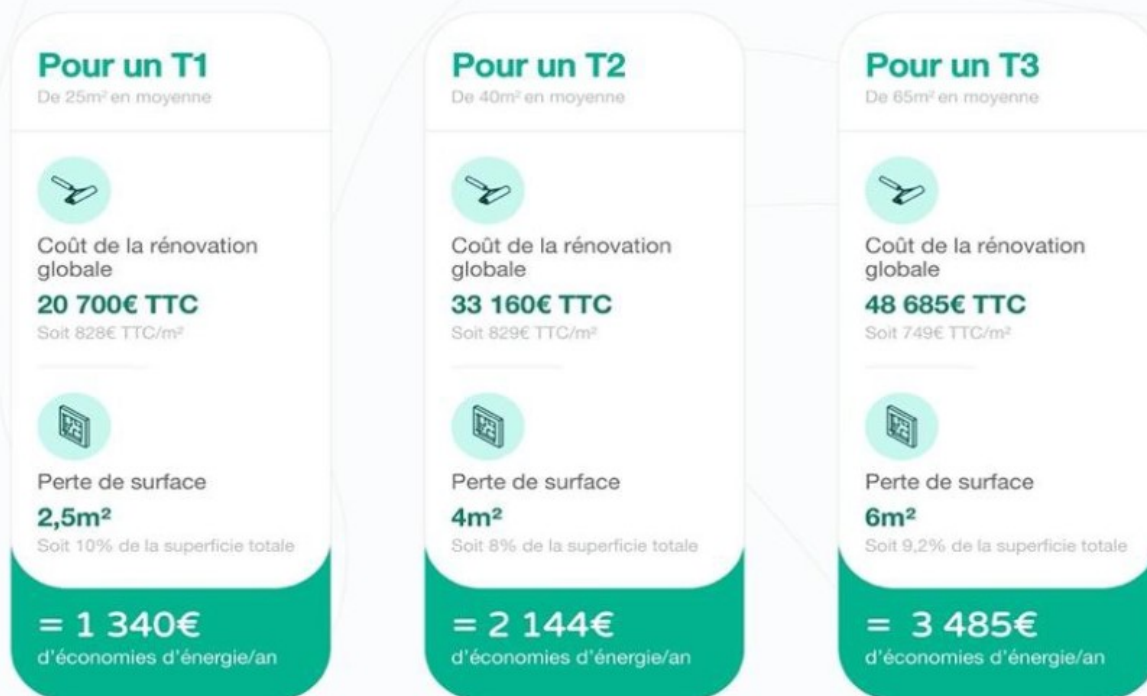 Pour un T1
De 25m² en moyenne
Coût de la rénovation
globale
20 700€ TTC
Soit 828€ TTC/m²
Perte de surface
2,5m²
Soit 10% de la superficie totale
= 1 340€
d'économies d'énergie/an
Pour un T2
De 40m² en moyenne
Coût de la rénovation
globale
33 160€ TTC
Soit 829€ TTC/m²
Perte de surface
4m²
Soit 8% de la superficie totale
= 2 144€
d'économies d'énergie/an
Pour un T3
De 65m² en moyenne
Coût de la rénovation
globale
48 685€ TTC
Soit 749€ TTC/m²
Perte de surface
6m²
Soit 9,2% de la superficie totale
= 3 485€
d'économies d'énergie/an